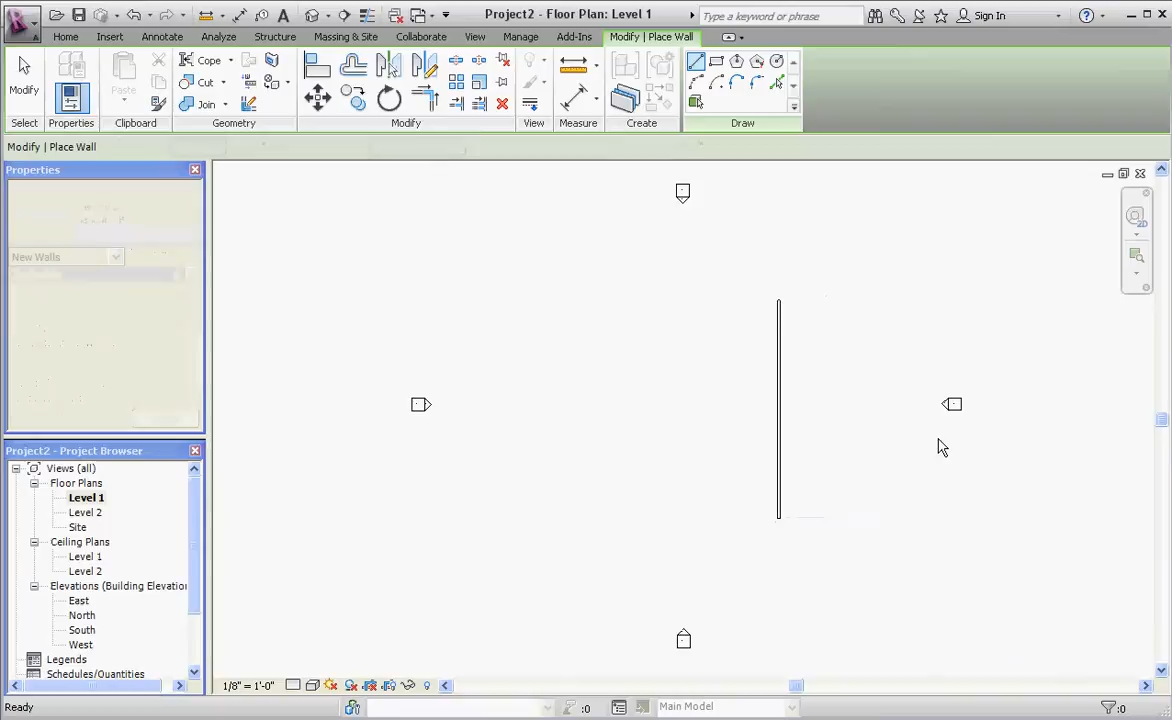 Project2 - Floor Plan: Level 1
Type a keyword or phrase
Sign In
Home Insert Annotate Analyze Structure Massing & Site Collaborate View Manage Add-Ins Modify | Place Wall
Modify
Paste
Cope
Cut
Join
Select Properties Clipboard Geometry Modify View Measure Create Draw
Modify | Place Wall
Properties
New Walls
Project2 - Project Browser
Views (all)
Floor Plans
Level 1
Level 2
Site
Ceiling Plans
Level 1
Level 2
Elevations (Building Elevation
East
North
South
West
Legends
Schedules/Quantities
2D
1/8" = 1'-0"
Ready
:0
Main Model
:0